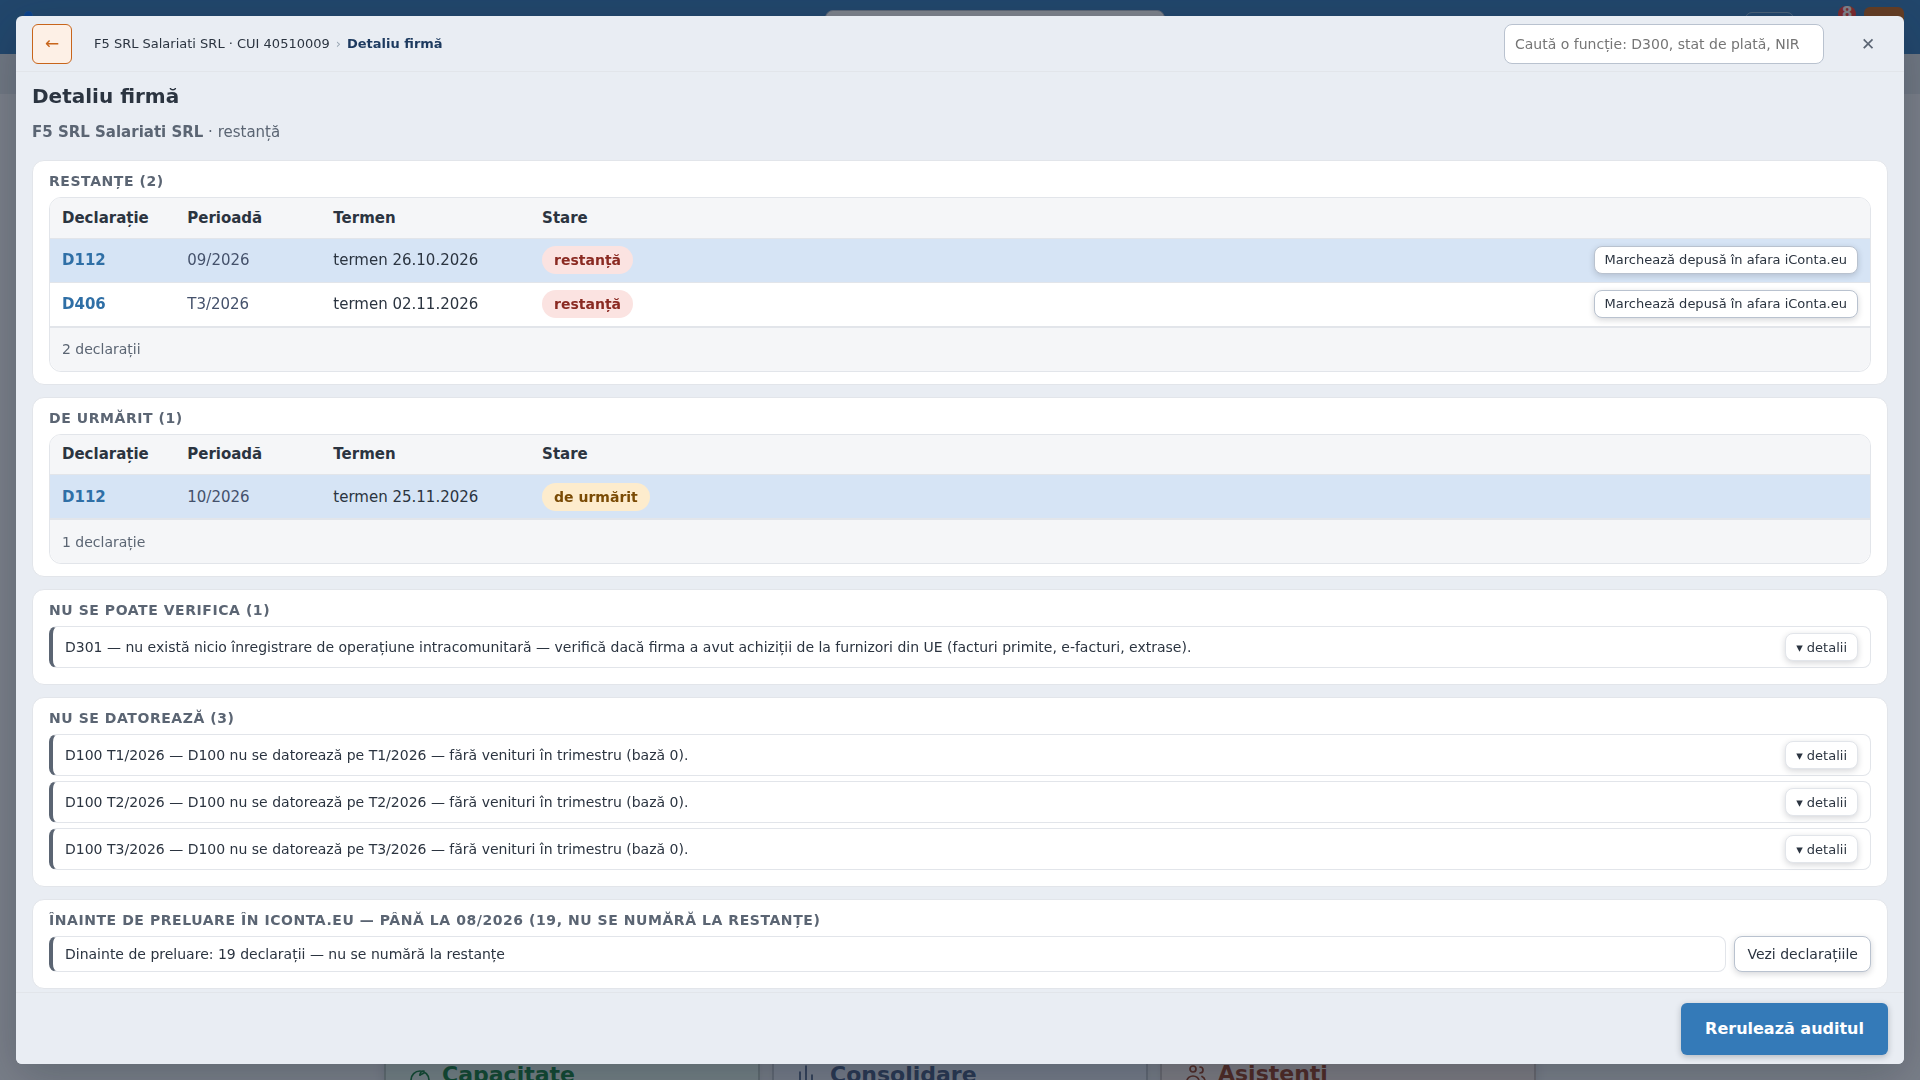 8
← F5 SRL Salariati SRL · CUI 40510009 › Detaliu firmă Caută o funcție: D300, stat de plată, NIR ✕
Detaliu firmă
F5 SRL Salariati SRL · restanță
RESTANȚE (2)
Declarație Perioadă Termen Stare
D112 09/2026 termen 26.10.2026 restanță Marchează depusă în afara iConta.eu
D406 T3/2026 termen 02.11.2026 restanță Marchează depusă în afara iConta.eu
2 declarații
DE URMĂRIT (1)
Declarație Perioadă Termen Stare
D112 10/2026 termen 25.11.2026 de urmărit
1 declarație
NU SE POATE VERIFICA (1)
D301 — nu există nicio înregistrare de operațiune intracomunitară — verifică dacă firma a avut achiziții de la furnizori din UE (facturi primite, e-facturi, extrase). ▾ detalii
NU SE DATOREAZĂ (3)
D100 T1/2026 — D100 nu se datorează pe T1/2026 — fără venituri în trimestru (bază 0). ▾ detalii
D100 T2/2026 — D100 nu se datorează pe T2/2026 — fără venituri în trimestru (bază 0). ▾ detalii
D100 T3/2026 — D100 nu se datorează pe T3/2026 — fără venituri în trimestru (bază 0). ▾ detalii
ÎNAINTE DE PRELUARE ÎN ICONTA.EU — PÂNĂ LA 08/2026 (19, NU SE NUMĂRĂ LA RESTANȚE)
Dinainte de preluare: 19 declarații — nu se numără la restanțe Vezi declarațiile
Rerulează auditul
Capacitate Consolidare Asistenți